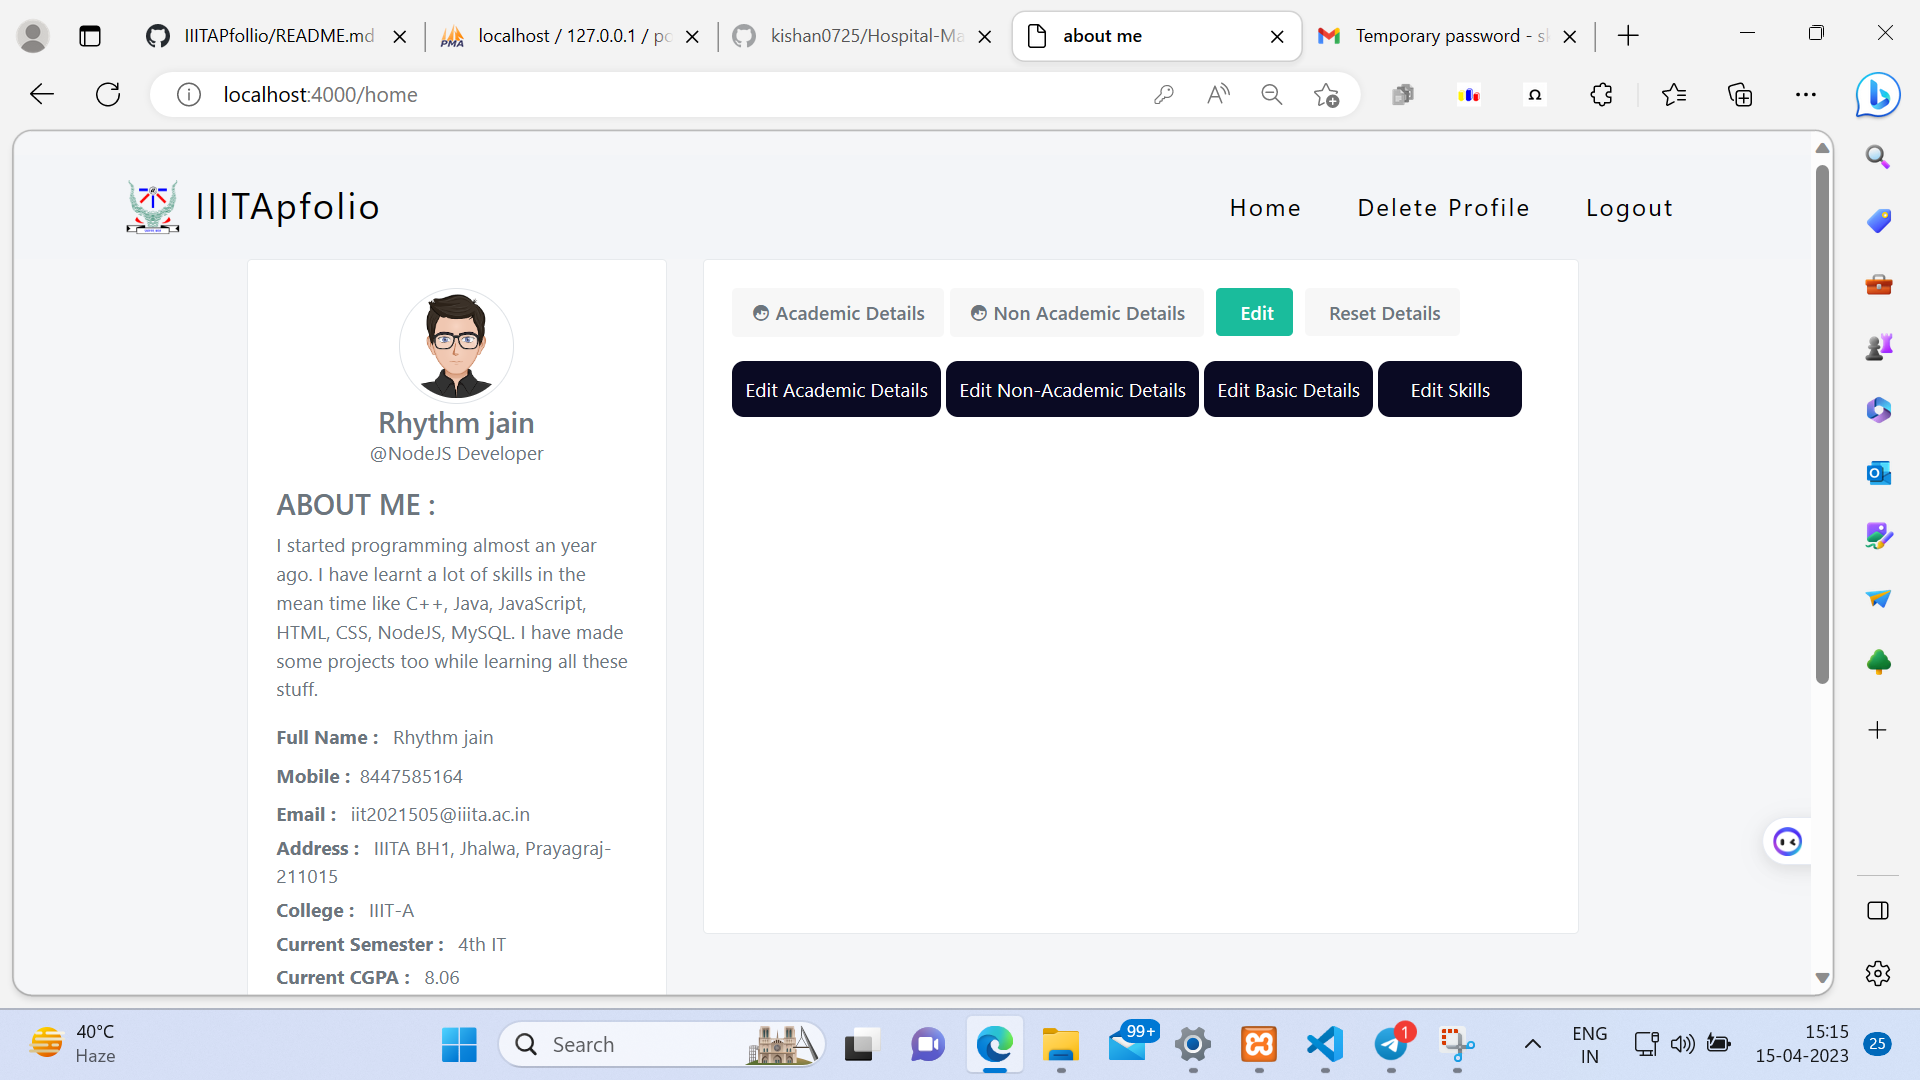 IIITAPfollio/README.md
PMA
localhost / 127.0.0.1 / po
kishan0725/Hospital-Ma
about me
Temporary password - sk
localhost:4000/home
IIITApfolio
Home
Delete Profile
Logout
Rhythm jain
@NodeJS Developer
ABOUT ME :
I started programming almost an year
ago. I have learnt a lot of skills in the
mean time like C++, Java, JavaScript,
HTML, CSS, NodeJS, MySQL. I have made
some projects too while learning all these
stuff.
Full Name : Rhythm jain
Mobile : 8447585164
Email : iit2021505@iiita.ac.in
Address : IIITA BH1, Jhalwa, Prayagraj-
211015
College : IIIT-A
Current Semester : 4th IT
Current CGPA : 8.06
Academic Details
Non Academic Details
Edit
Reset Details
Edit Academic Details
Edit Non-Academic Details
Edit Basic Details
Edit Skills
40°C
Haze
Search
99+
1
ENG
IN
15:15
15-04-2023
25